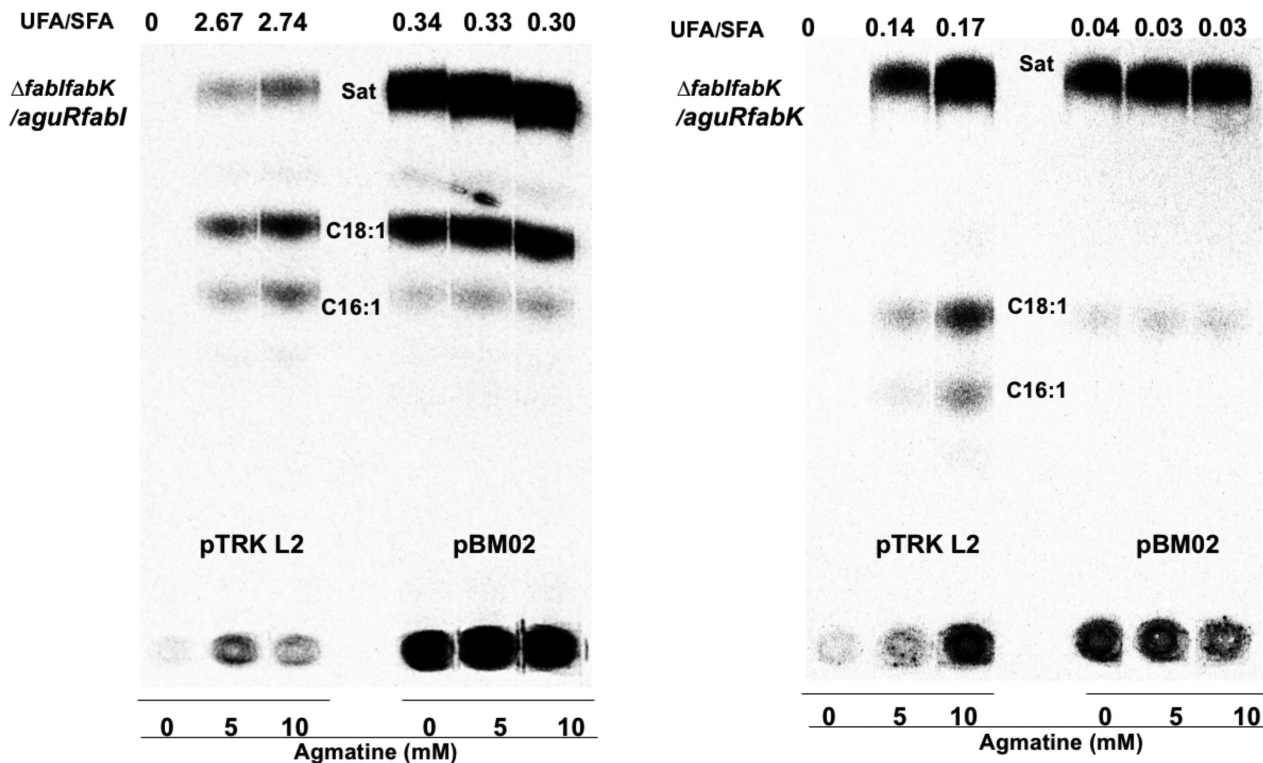 UFA/SFA 0 2.67 2.74 0.34 0.33 0.30
ΔfabIfabK
/aguRfabI
Sat
C18:1
C16:1
pTRK L2 pBM02
0 5 10 0 5 10
Agmatine (mM)
UFA/SFA 0 0.14 0.17 0.04 0.03 0.03
ΔfabIfabK
/aguRfabK
Sat
C18:1
C16:1
pTRK L2 pBM02
0 5 10 0 5 10
Agmatine (mM)